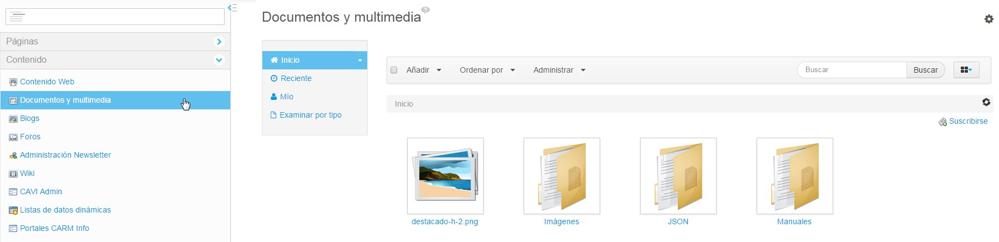 Páginas
Contenido
Contenido Web
Documentos y multimedia
Blogs
Foros
Administración Newsletter
Wiki
CAVI Admin
Listas de datos dinámicas
Portales CARM Info
Documentos y multimedia ?
Inicio
Reciente
Mío
Examinar por tipo
Añadir Ordenar por Administrar Buscar Buscar
Inicio
Suscribirse
destacado-h-2.png Imágenes JSON Manuales